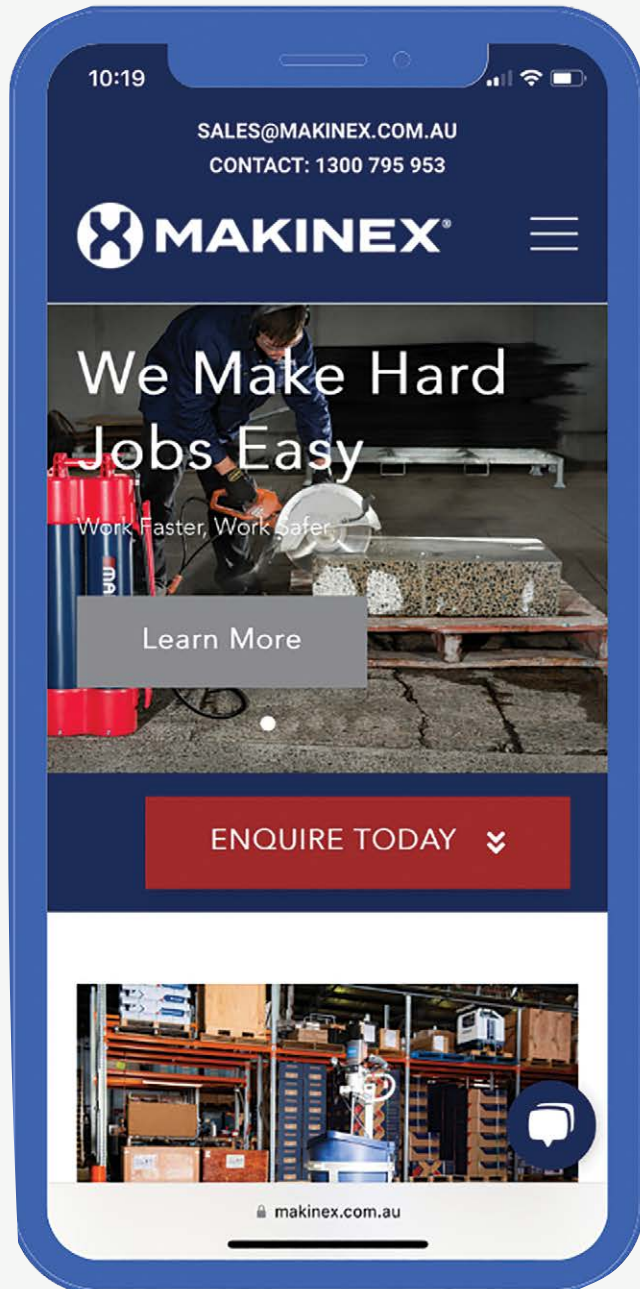 10:19
SALES@MAKINEX.COM.AU
CONTACT: 1300 795 953
MAKINEX®
We Make Hard
Jobs Easy
Work Faster, Work Safer
Learn More
ENQUIRE TODAY
makinex.com.au